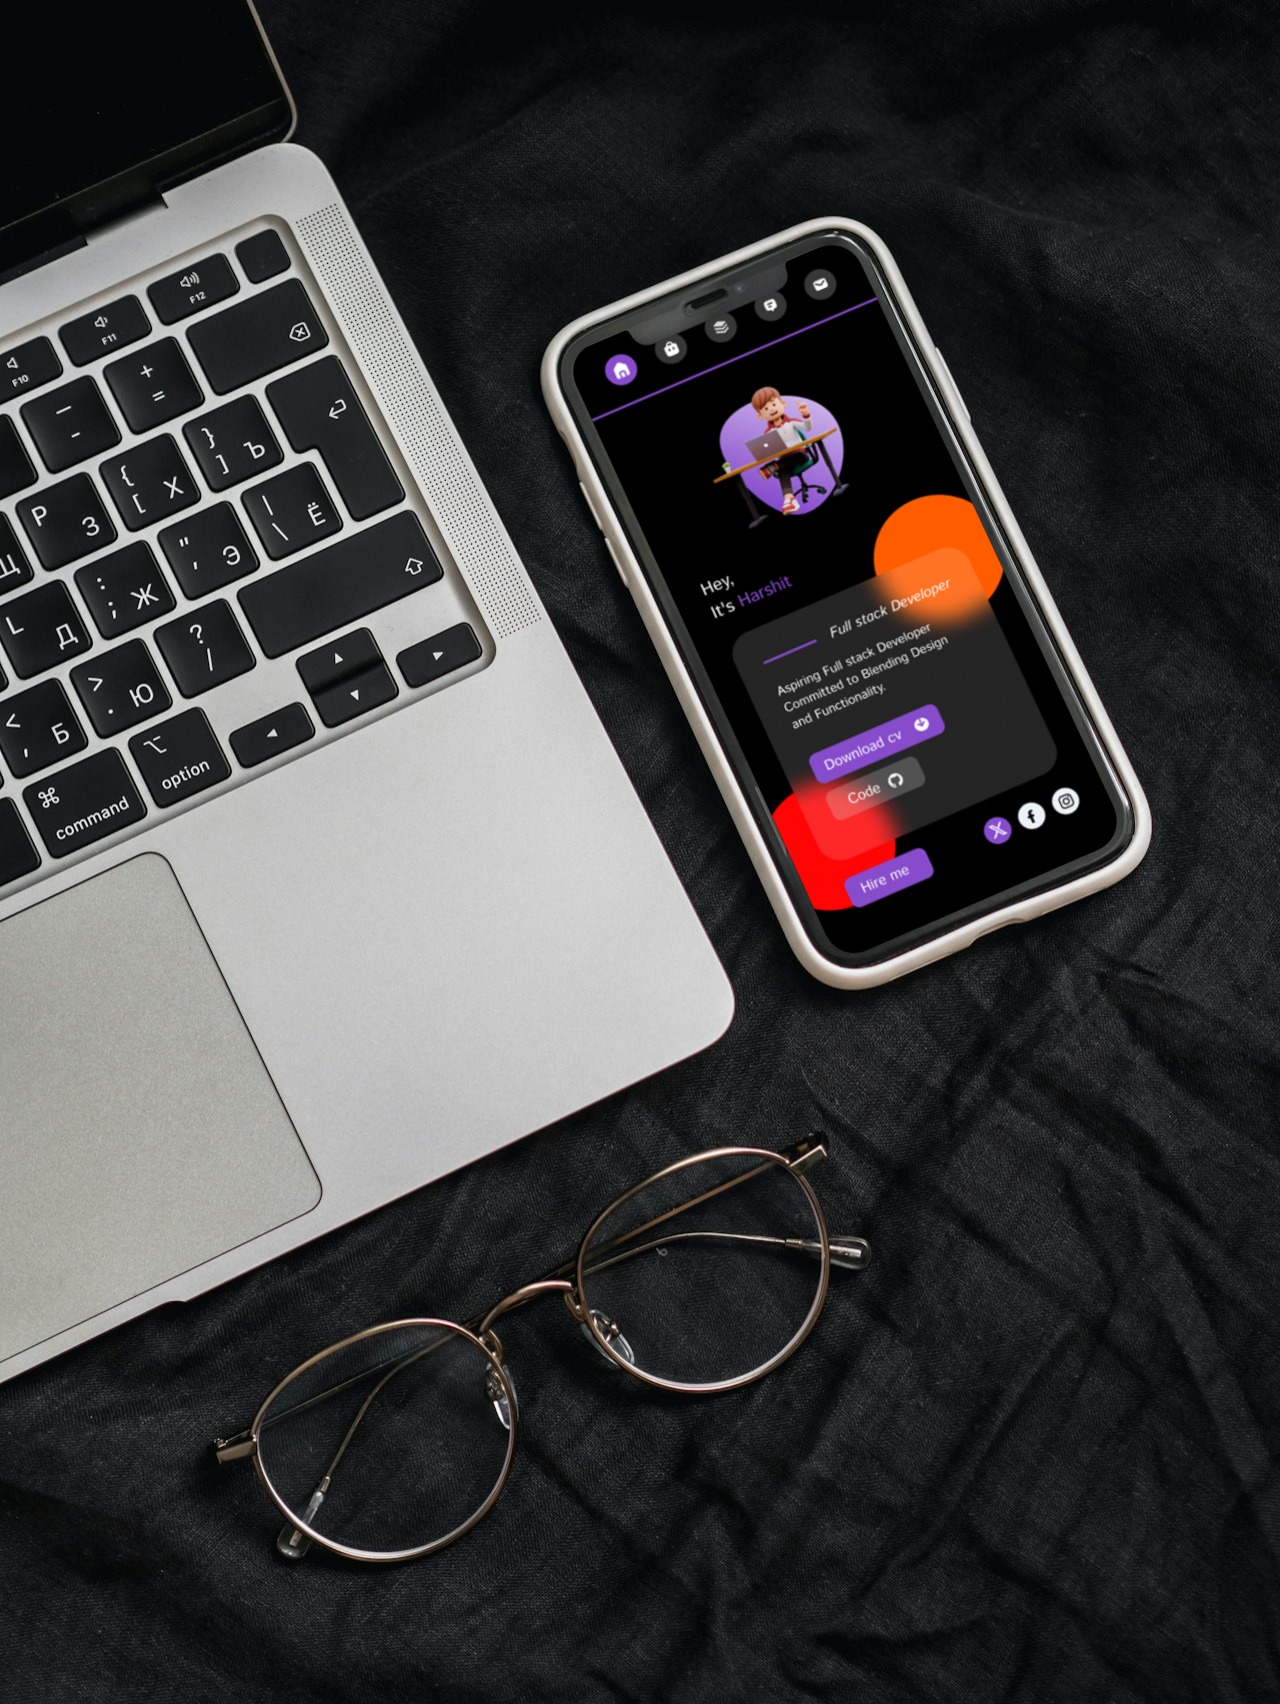 F10
F11
F12
+
=
—
-
{
[
Х
}
]
Ъ
P
З
Щ
:
;
Ж
"
'
Э
|
\
Ё
L
Д
?
/
>
.
Ю
<
,
Б
⌘
command
⌥
option
Hey,
It's Harshit
Full stack Developer
Aspiring Full stack Developer
Committed to Blending Design
and Functionality.
Download cv
Code
Hire me